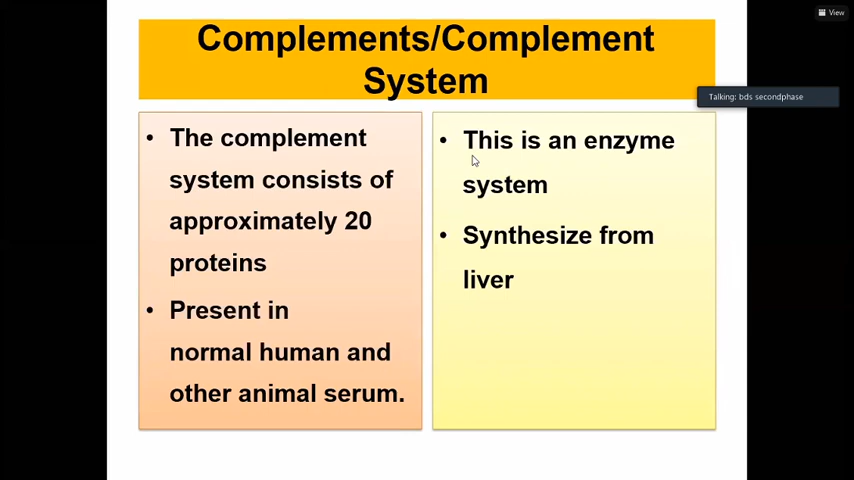 Complements/Complement
System
View
Talking: bds secondphase
• The complement
system consists of
approximately 20
proteins
• Present in
normal human and
other animal serum.
• This is an enzyme
system
• Synthesize from
liver